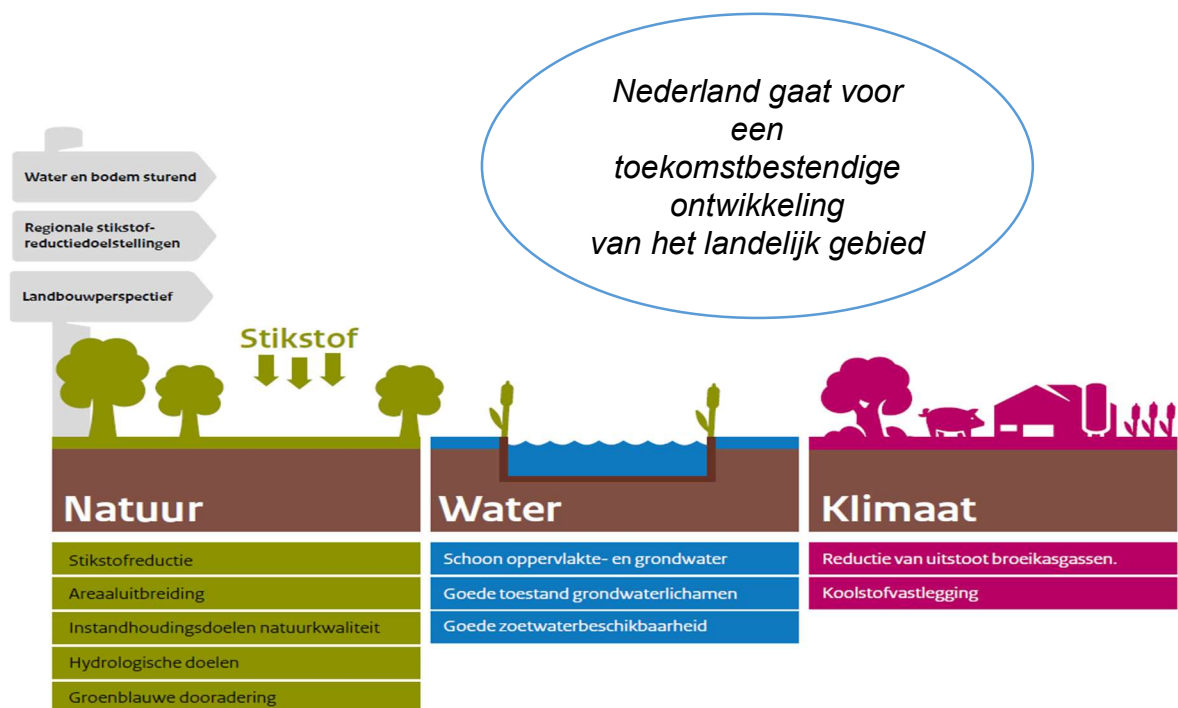 Nederland gaat voor
een
toekomstbestendige
ontwikkeling
van het landelijk gebied
Water en bodem sturend
Regionale stikstof-
reductiedoelstellingen
Landbouwperspectief
Stikstof
Natuur
Stikstofreductie
Areaaluitbreiding
Instandhoudingsdoelen natuurkwaliteit
Hydrologische doelen
Groenblauwe dooradering
Water
Schoon oppervlakte- en grondwater
Goede toestand grondwaterlichamen
Goede zoetwaterbeschikbaarheid
Klimaat
Reductie van uitstoot broeikasgassen.
Koolstofvastlegging